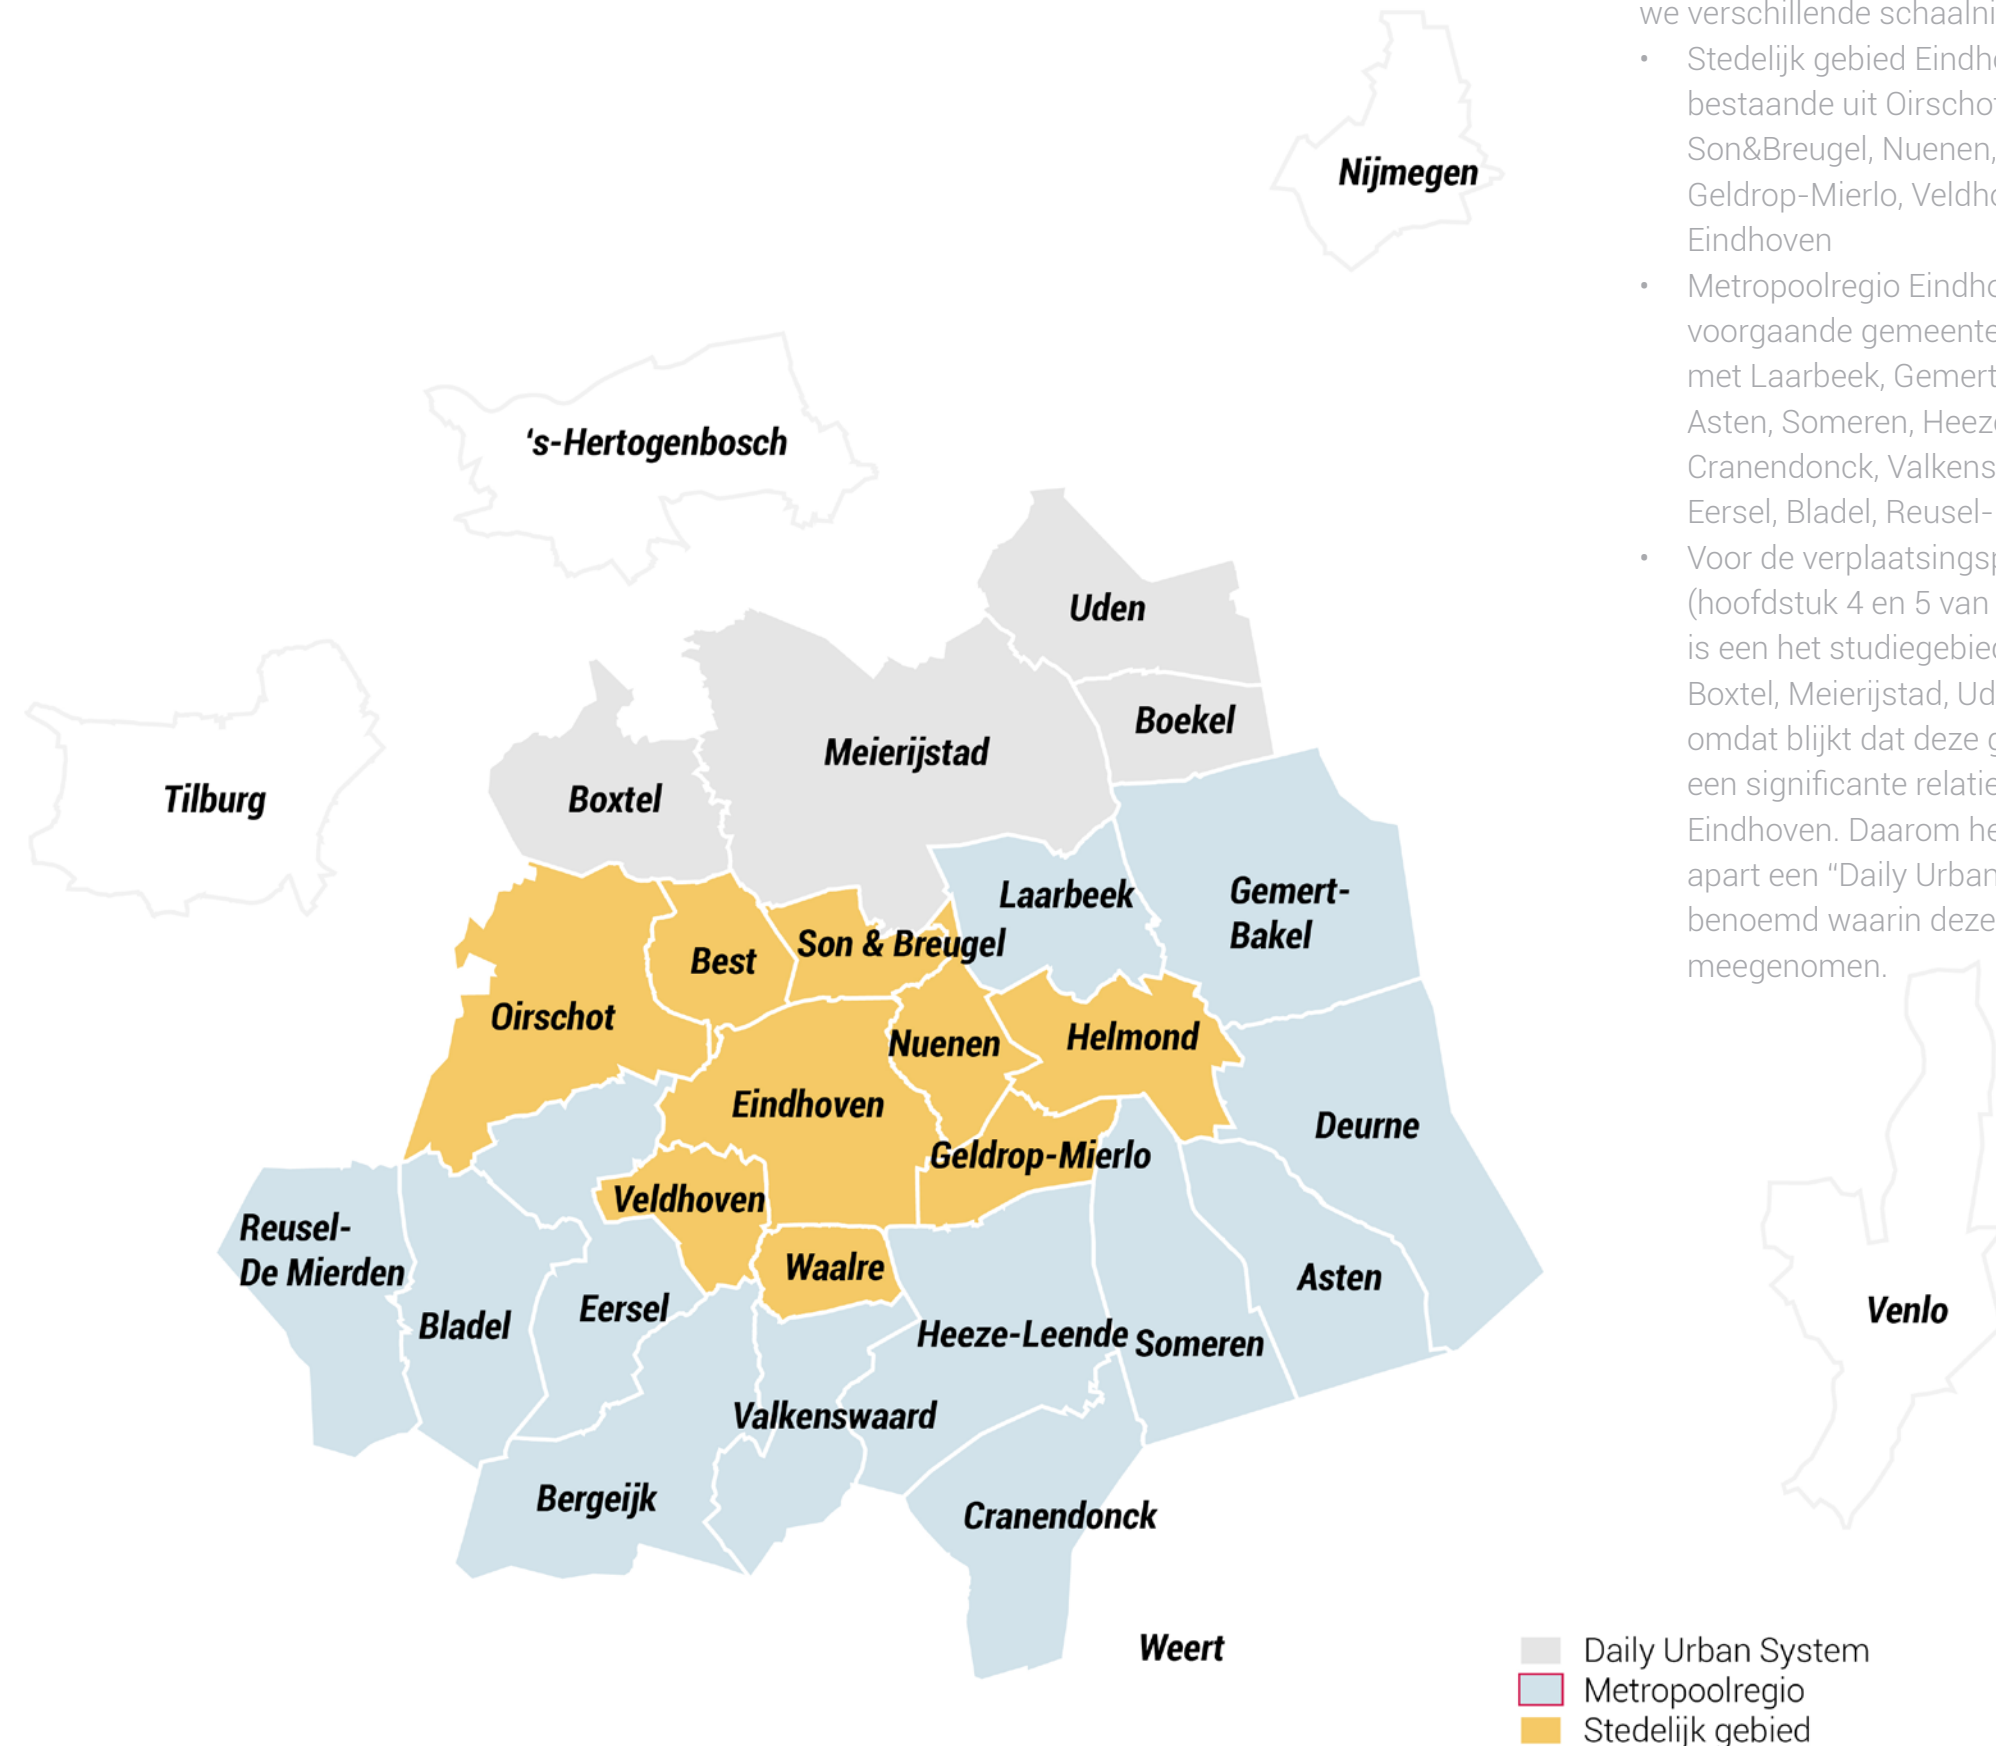 we verschillende schaalni
• Stedelijk gebied Eindh
bestaande uit Oirscho
Son&Breugel, Nuenen,
Geldrop-Mierlo, Veldh
Eindhoven
• Metropoolregio Eindh
voorgaande gemeente
met Laarbeek, Gemert
Asten, Someren, Heez
Cranendonck, Valkens
Eersel, Bladel, Reusel-
• Voor de verplaatsings
(hoofdstuk 4 en 5 van
is een het studiegebie
Boxtel, Meierijstad, Ud
omdat blijkt dat deze g
een significante relatie
Eindhoven. Daarom he
apart een “Daily Urban
benoemd waarin deze
meegenomen.
Nijmegen
‘s-Hertogenbosch
Uden
Boekel
Meierijstad
Tilburg
Boxtel
Laarbeek
Gemert-
Bakel
Son & Breugel
Best
Oirschot
Nuenen
Helmond
Eindhoven
Deurne
Geldrop-Mierlo
Veldhoven
Reusel-
De Mierden
Waalre
Asten
Eersel
Bladel
Heeze-Leende
Someren
Venlo
Valkenswaard
Bergeijk
Cranendonck
Weert
Daily Urban System
Metropoolregio
Stedelijk gebied